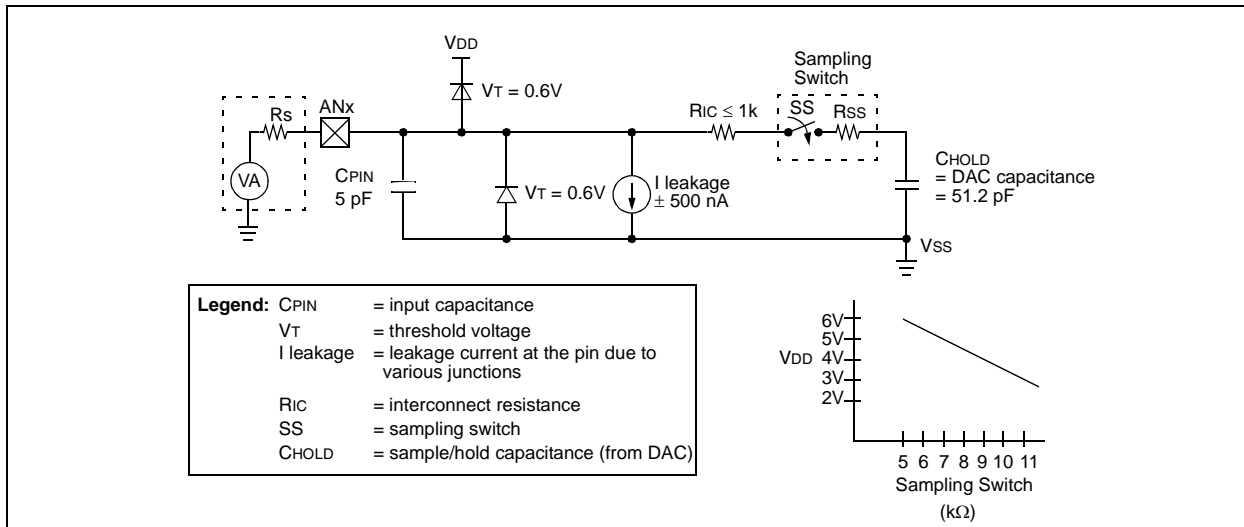 VDD
Sampling
Switch
VT = 0.6V
Rs
ANx
RIC ≤ 1k
SS
RSS
VA
CPIN
5 pF
VT = 0.6V
I leakage
± 500 nA
CHOLD
= DAC capacitance
= 51.2 pF
VSS
Legend: CPIN = input capacitance
VT = threshold voltage
I leakage = leakage current at the pin due to
various junctions
RIC = interconnect resistance
SS = sampling switch
CHOLD = sample/hold capacitance (from DAC)
6V
5V
VDD 4V
3V
2V
5 6 7 8 9 10 11
Sampling Switch
(kΩ)